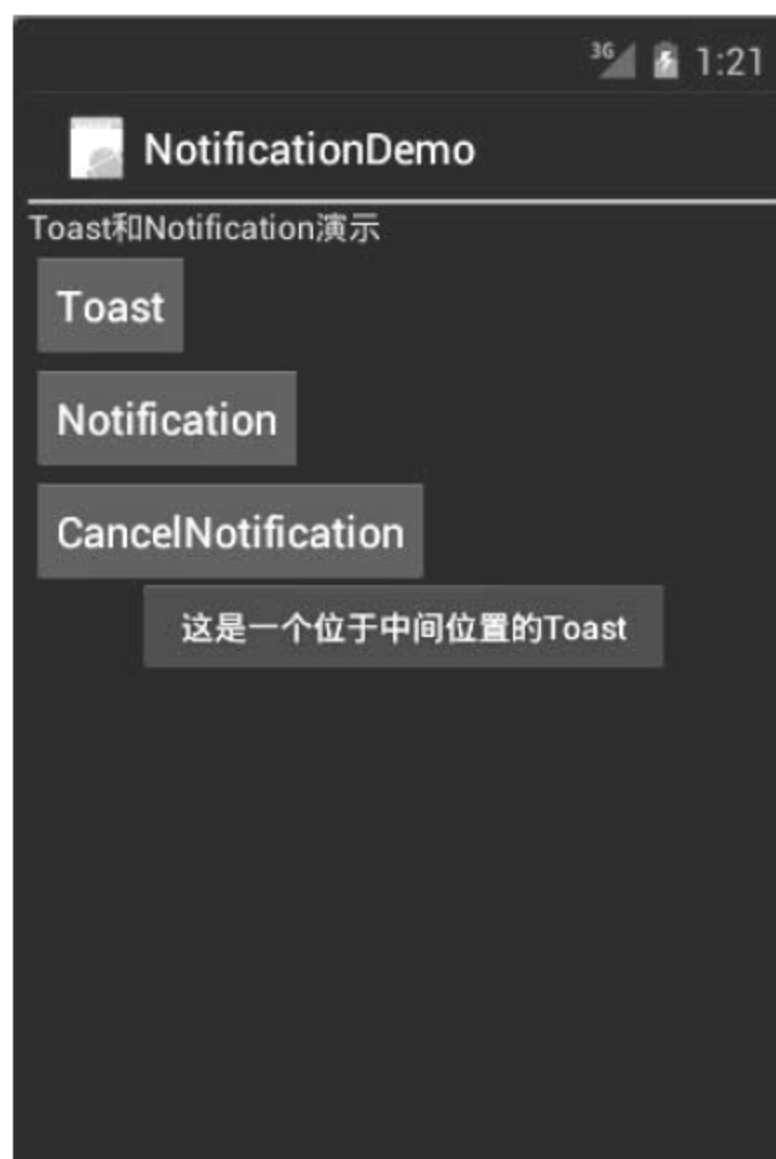 3G 1:21
NotificationDemo
Toast和Notification演示
Toast
Notification
CancelNotification
这是一个位于中间位置的Toast